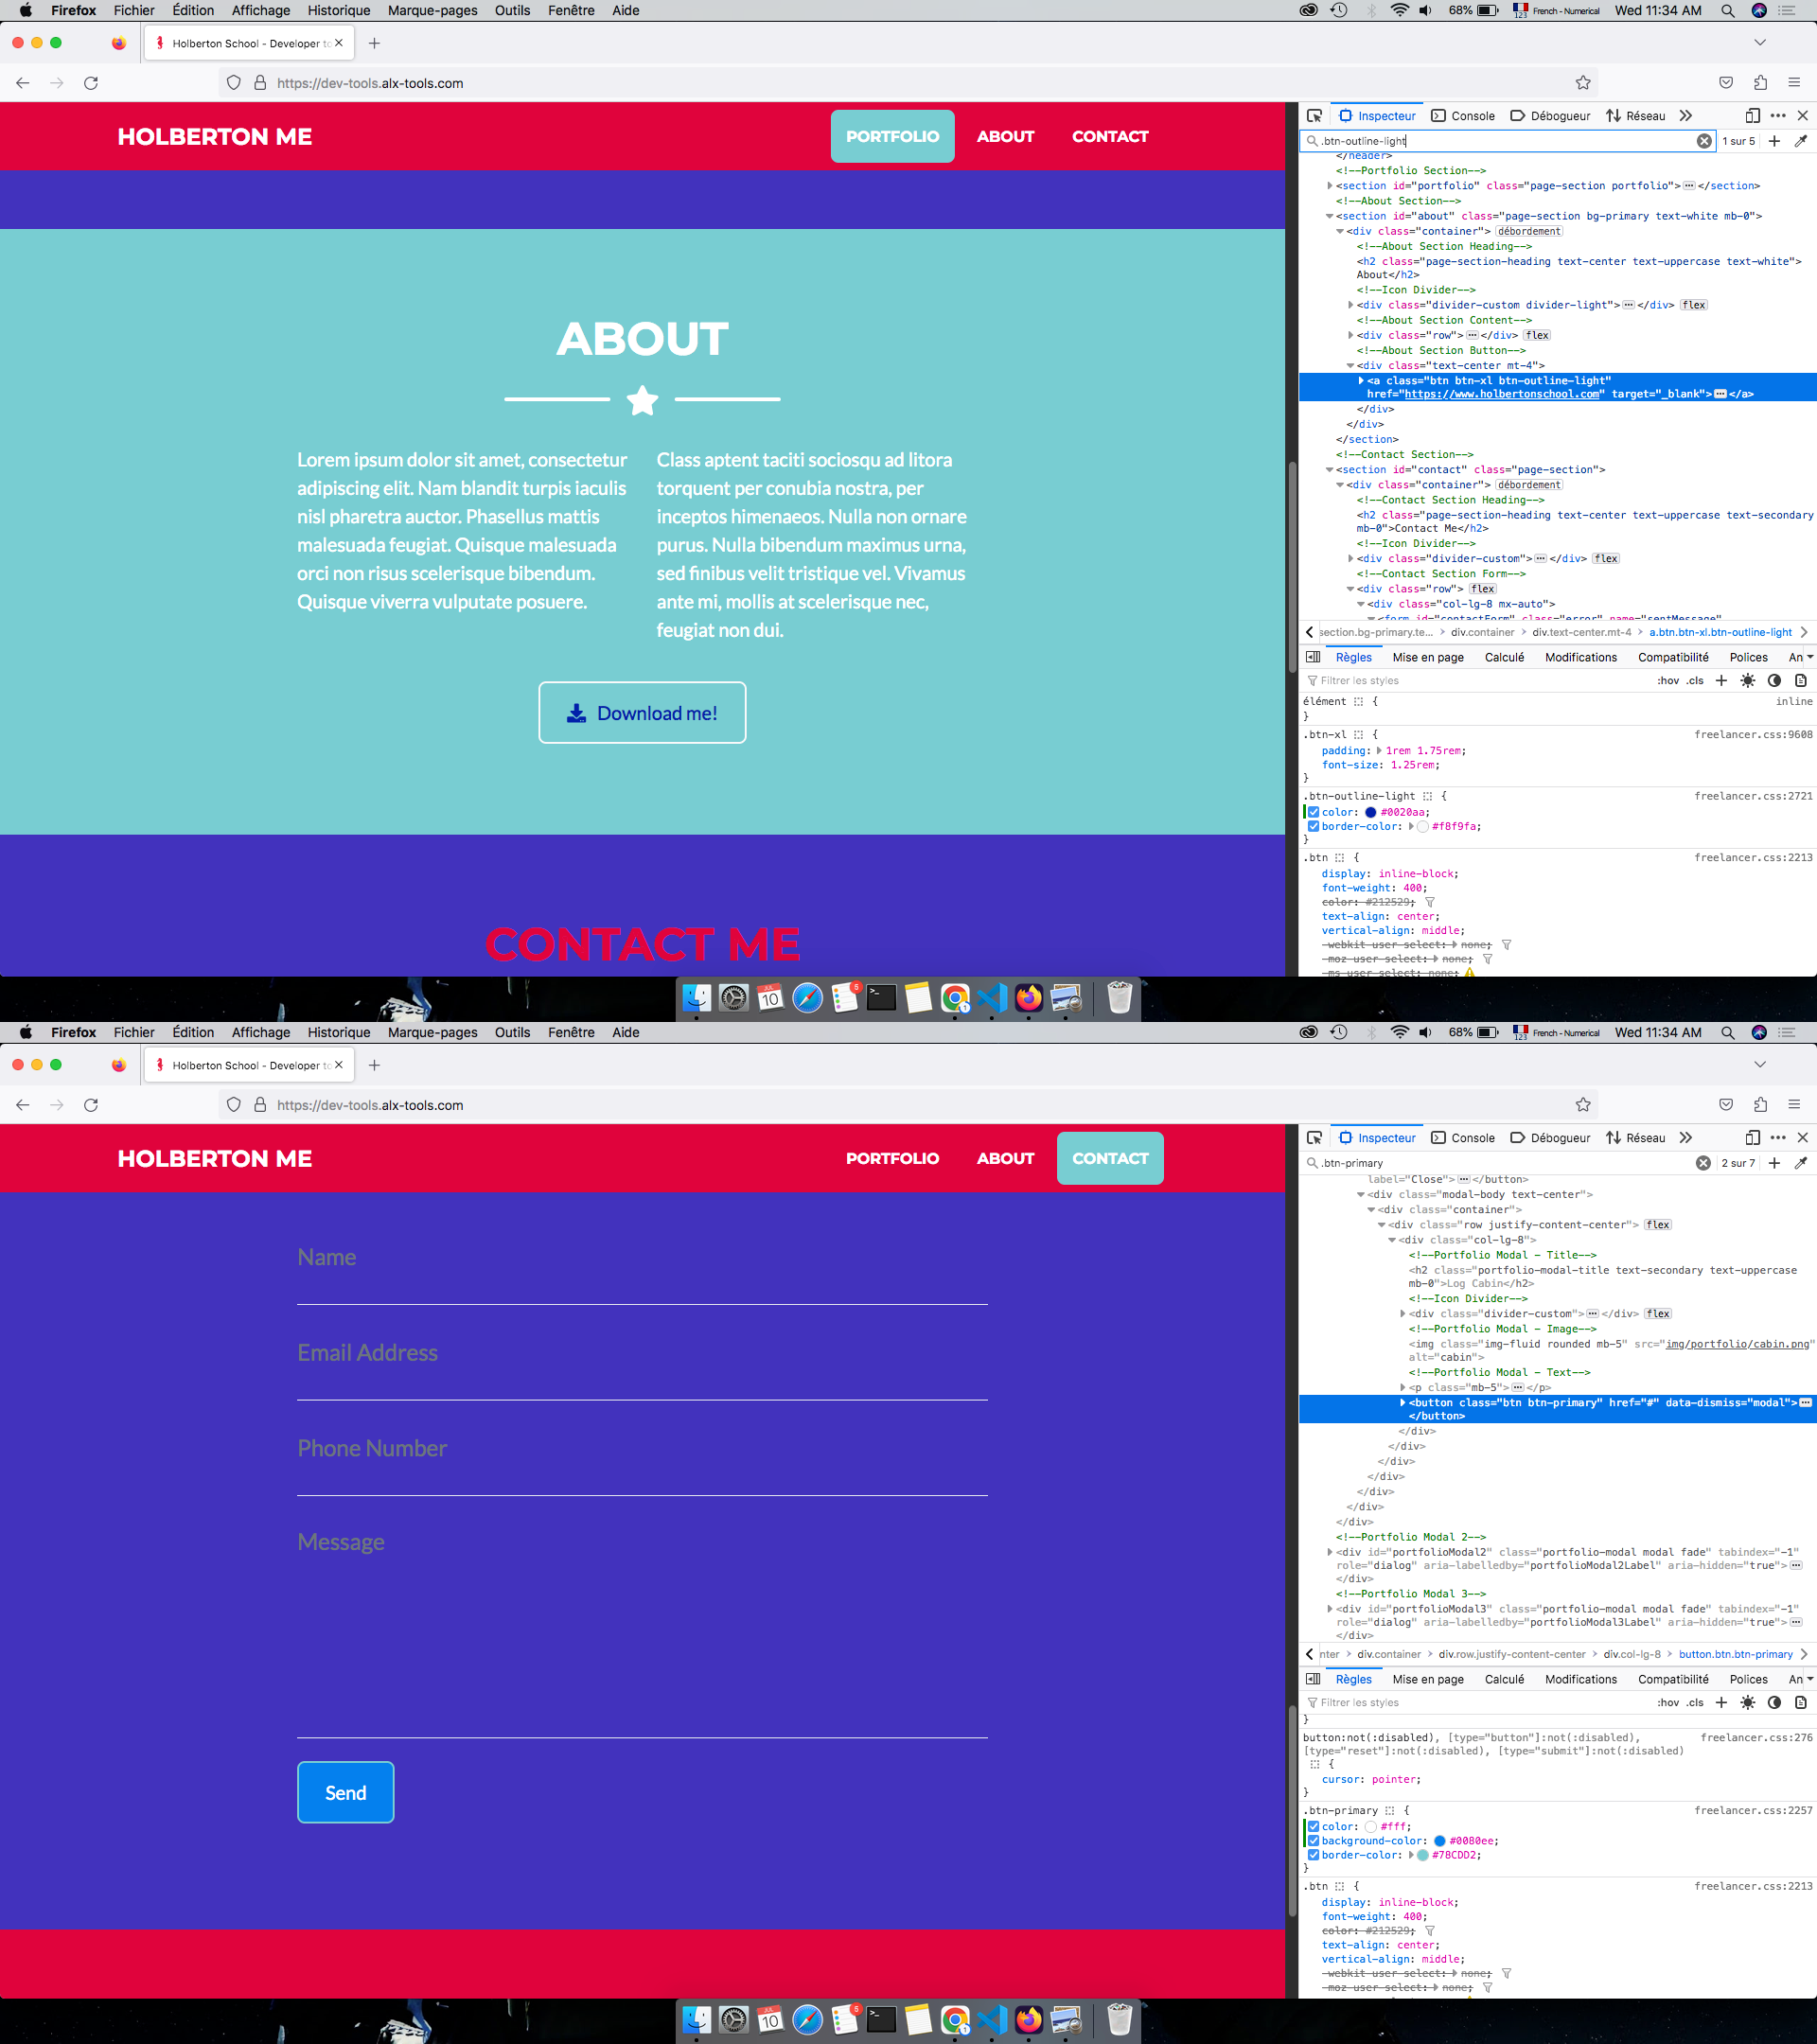 Firefox Fichier Édition Affichage Historique Marque-pages Outils Fenêtre Aide 68% 123 French - Numerical Wed 11:34 AM
Holberton School - Developer to
https://dev-tools.alx-tools.com
HOLBERTON ME PORTFOLIO ABOUT CONTACT
ABOUT
Lorem ipsum dolor sit amet, consectetur
adipiscing elit. Nam blandit turpis iaculis
nisl pharetra auctor. Phasellus mattis
malesuada feugiat. Quisque malesuada
orci non risus scelerisque bibendum.
Quisque viverra vulputate posuere.
Class aptent taciti sociosqu ad litora
torquent per conubia nostra, per
inceptos himenaeos. Nulla non ornare
purus. Nulla bibendum maximus urna,
sed finibus velit tristique vel. Vivamus
ante mi, mollis at scelerisque nec,
feugiat non dui.
Download me!
CONTACT ME
Inspecteur Console Débogueur Réseau
.btn-outline-light 1 sur 5
</header>
<!--Portfolio Section-->
<section id="portfolio" class="page-section portfolio"></section>
<!--About Section-->
<section id="about" class="page-section bg-primary text-white mb-0">
<div class="container"> débordement
<!--About Section Heading-->
<h2 class="page-section-heading text-center text-uppercase text-white">
About</h2>
<!--Icon Divider-->
<div class="divider-custom divider-light"></div> flex
<!--About Section Content-->
<div class="row"></div> flex
<!--About Section Button-->
<div class="text-center mt-4">
<a class="btn btn-xl btn-outline-light"
href="https://www.holbertonschool.com" target="_blank"></a>
</div>
</div>
</section>
<!--Contact Section-->
<section id="contact" class="page-section">
<div class="container"> débordement
<!--Contact Section Heading-->
<h2 class="page-section-heading text-center text-uppercase text-secondary
mb-0">Contact Me</h2>
<!--Icon Divider-->
<div class="divider-custom"></div> flex
<!--Contact Section Form-->
<div class="row"> flex
<div class="col-lg-8 mx-auto">
<form id="contactForm" class="error" name="sentMessage"
section.bg-primary.te... > div.container > div.text-center.mt-4 > a.btn.btn-xl.btn-outline-light
Règles Mise en page Calculé Modifications Compatibilité Polices An
Filtrer les styles :hov .cls
élément { inline
}
.btn-xl { freelancer.css:9608
padding: 1rem 1.75rem;
font-size: 1.25rem;
}
.btn-outline-light { freelancer.css:2721
color: #0020aa;
border-color: #f8f9fa;
}
.btn { freelancer.css:2213
display: inline-block;
font-weight: 400;
color: #212529;
text-align: center;
vertical-align: middle;
-webkit-user-select: none;
-moz-user-select: none;
-ms-user-select: none;
JUL 10 5
Firefox Fichier Édition Affichage Historique Marque-pages Outils Fenêtre Aide 68% 123 French - Numerical Wed 11:34 AM
Holberton School - Developer to
https://dev-tools.alx-tools.com
HOLBERTON ME PORTFOLIO ABOUT CONTACT
Name
Email Address
Phone Number
Message
Send
Inspecteur Console Débogueur Réseau
.btn-primary 2 sur 7
label="Close"></button>
<div class="modal-body text-center">
<div class="container">
<div class="row justify-content-center"> flex
<div class="col-lg-8">
<!--Portfolio Modal - Title-->
<h2 class="portfolio-modal-title text-secondary text-uppercase
mb-0">Log Cabin</h2>
<!--Icon Divider-->
<div class="divider-custom"></div> flex
<!--Portfolio Modal - Image-->
<img class="img-fluid rounded mb-5" src="img/portfolio/cabin.png"
alt="cabin">
<!--Portfolio Modal - Text-->
<p class="mb-5"></p>
<button class="btn btn-primary" href="#" data-dismiss="modal">
</button>
</div>
</div>
</div>
</div>
</div>
</div>
</div>
<!--Portfolio Modal 2-->
<div id="portfolioModal2" class="portfolio-modal modal fade" tabindex="-1"
role="dialog" aria-labelledby="portfolioModal2Label" aria-hidden="true">
</div>
<!--Portfolio Modal 3-->
<div id="portfolioModal3" class="portfolio-modal modal fade" tabindex="-1"
role="dialog" aria-labelledby="portfolioModal3Label" aria-hidden="true">
</div>
nter > div.container > div.row.justify-content-center > div.col-lg-8 > button.btn.btn-primary
Règles Mise en page Calculé Modifications Compatibilité Polices An
Filtrer les styles :hov .cls
}
button:not(:disabled), [type="button"]:not(:disabled), freelancer.css:276
[type="reset"]:not(:disabled), [type="submit"]:not(:disabled)
{
cursor: pointer;
}
.btn-primary { freelancer.css:2257
color: #fff;
background-color: #0080ee;
border-color: #78CDD2;
}
.btn { freelancer.css:2213
display: inline-block;
font-weight: 400;
color: #212529;
text-align: center;
vertical-align: middle;
-webkit-user-select: none;
-moz-user-select: none;
JUL 10 5